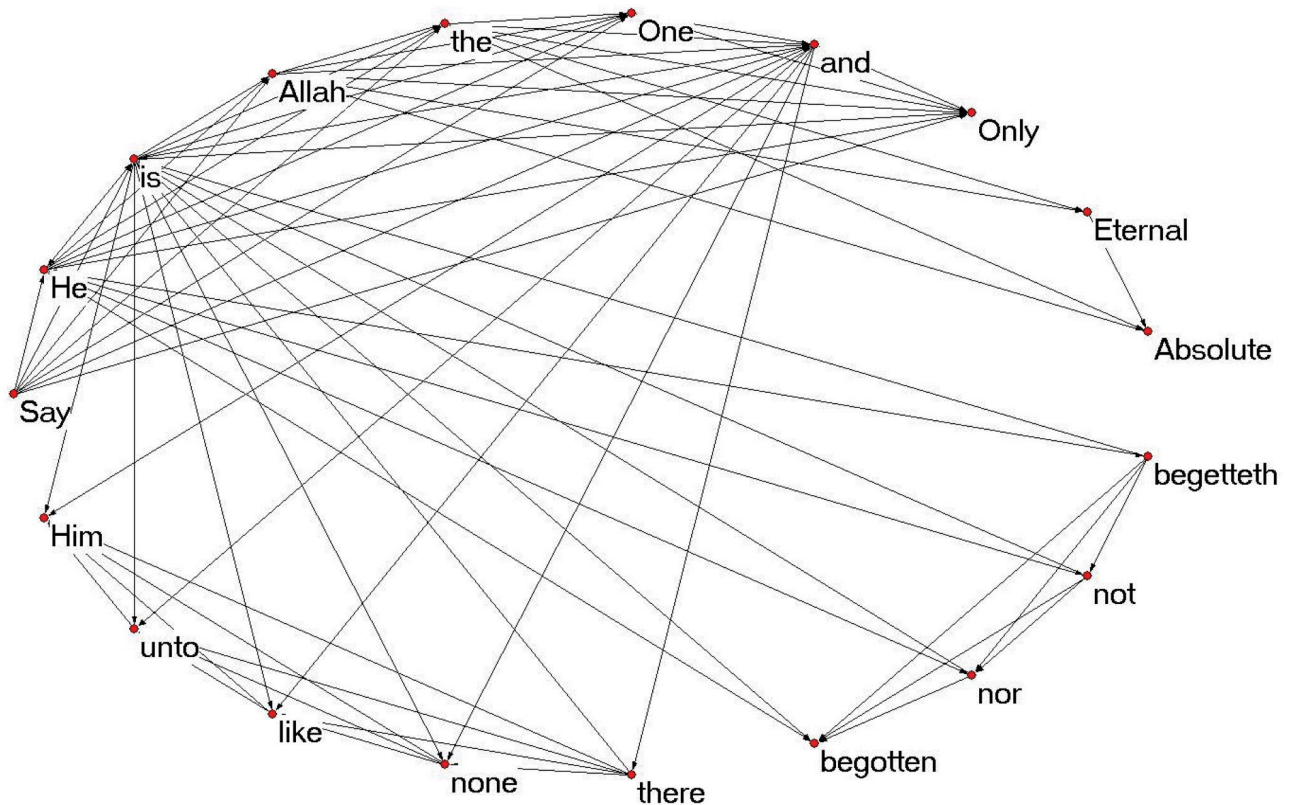 One
the
and
Allah
Only
is
Eternal
He
Absolute
Say
begetteth
Him
not
unto
nor
like
begotten
none
there